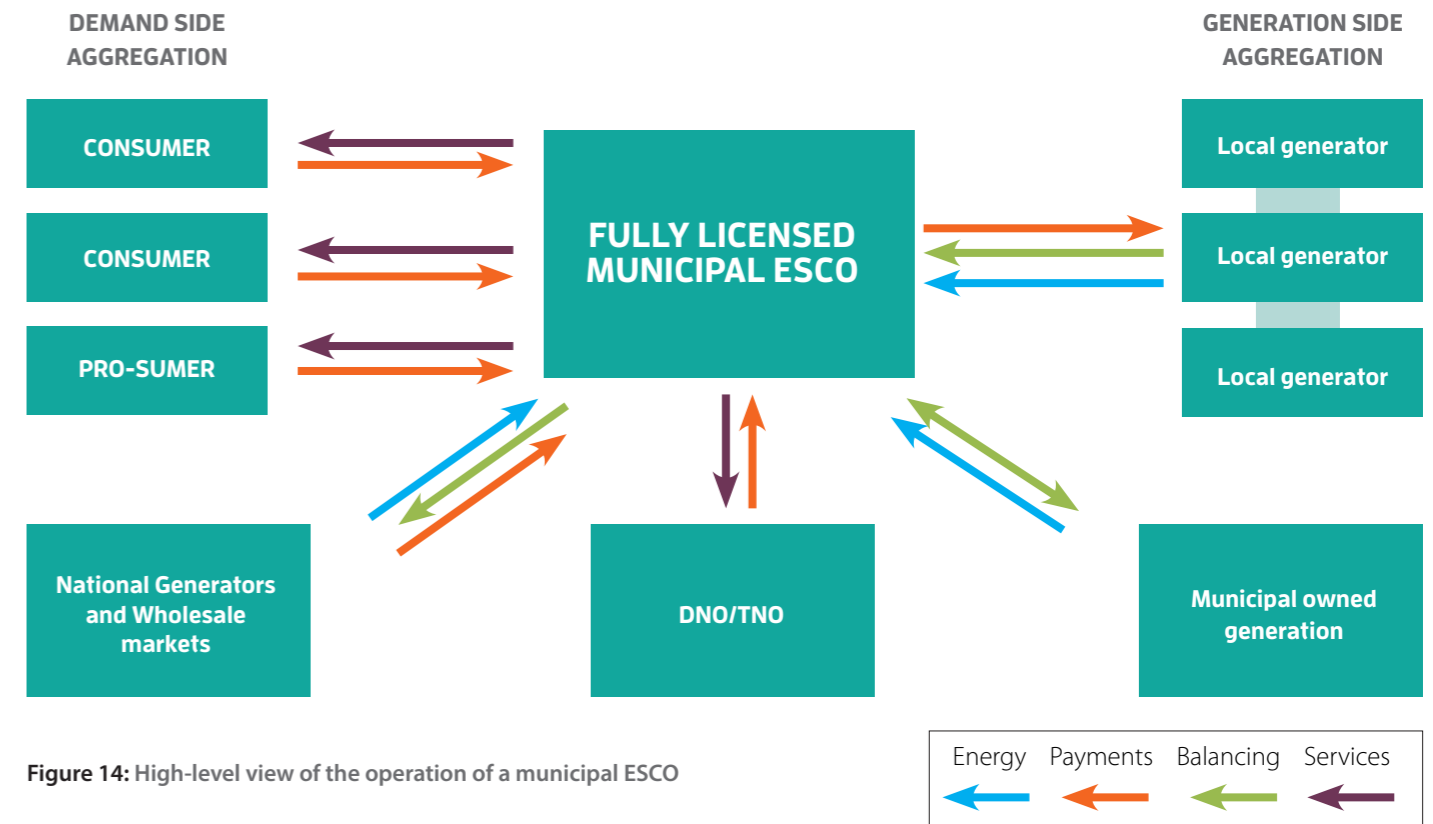 DEMAND SIDE
AGGREGATION
GENERATION SIDE
AGGREGATION
CONSUMER
CONSUMER
PRO-SUMER
FULLY LICENSED
MUNICIPAL ESCO
Local generator
Local generator
Local generator
National Generators
and Wholesale
markets
DNO/TNO
Municipal owned
generation
Figure 14: High-level view of the operation of a municipal ESCO
Energy Payments Balancing Services